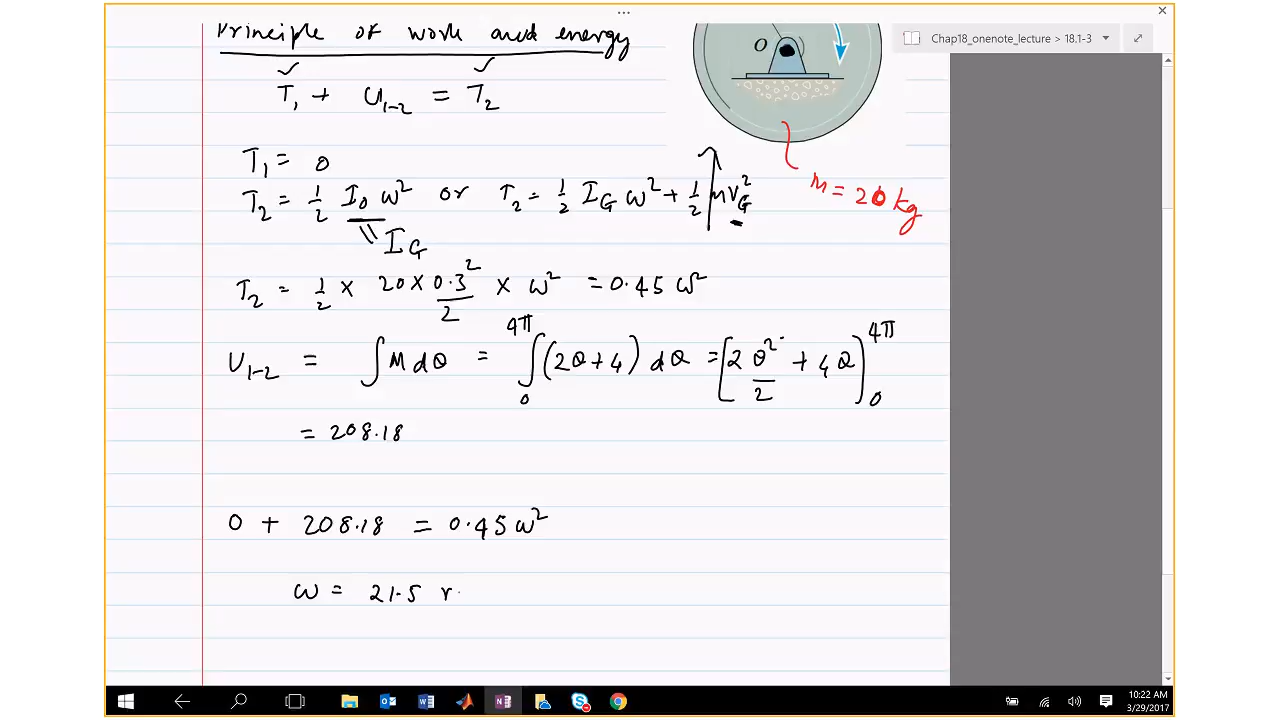 Principle of work and energy
T₁ + U₁₋₂ = T₂
O
Chap18_onenote_lecture > 18.1-3
T₁ = 0
m = 20 kg
T₂ = 1/2 I₀ ω² or T₂ = 1/2 I_G ω² + 1/2 m v_G²
\\ I_G
T₂ = 1/2 × 20 × 0.3²/2 × ω² = 0.45 ω²
U₁₋₂ = ∫ M dθ = ∫₀^4π (2θ + 4) dθ = [2 θ²/2 + 4θ]₀^4π
= 208.18
0 + 208.18 = 0.45 ω²
ω = 21.5 r
10:22 AM
3/29/2017